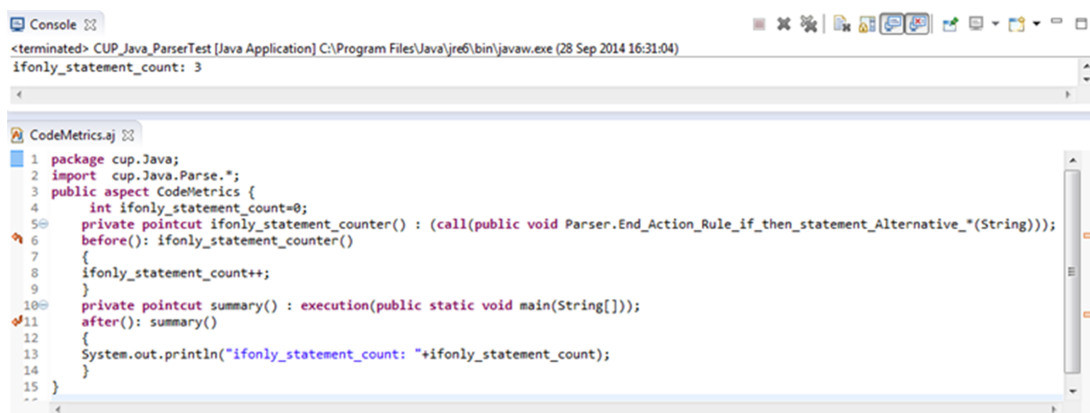 Console
<terminated> CUP_Java_ParserTest [Java Application] C:\Program Files\Java\jre6\bin\javaw.exe (28 Sep 2014 16:31:04)
ifonly_statement_count: 3
CodeMetrics.aj
1 package cup.Java;
2 import cup.Java.Parse.*;
3 public aspect CodeMetrics {
4 int ifonly_statement_count=0;
5 private pointcut ifonly_statement_counter() : (call(public void Parser.End_Action_Rule_if_then_statement_Alternative_*(String)));
6 before(): ifonly_statement_counter()
7 {
8 ifonly_statement_count++;
9 }
10 private pointcut summary() : execution(public static void main(String[]));
11 after(): summary()
12 {
13 System.out.println("ifonly_statement_count: "+ifonly_statement_count);
14 }
15 }